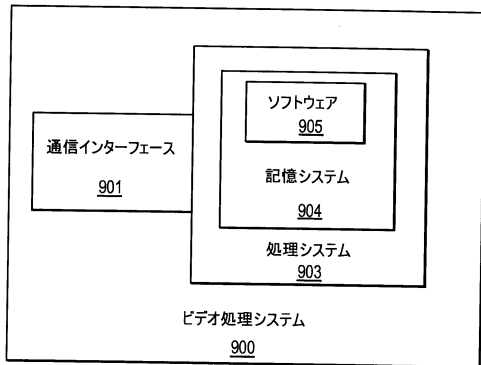 ソフトウェア
905
通信インターフェース
901
記憶システム
904
処理システム
903
ビデオ処理システム
900